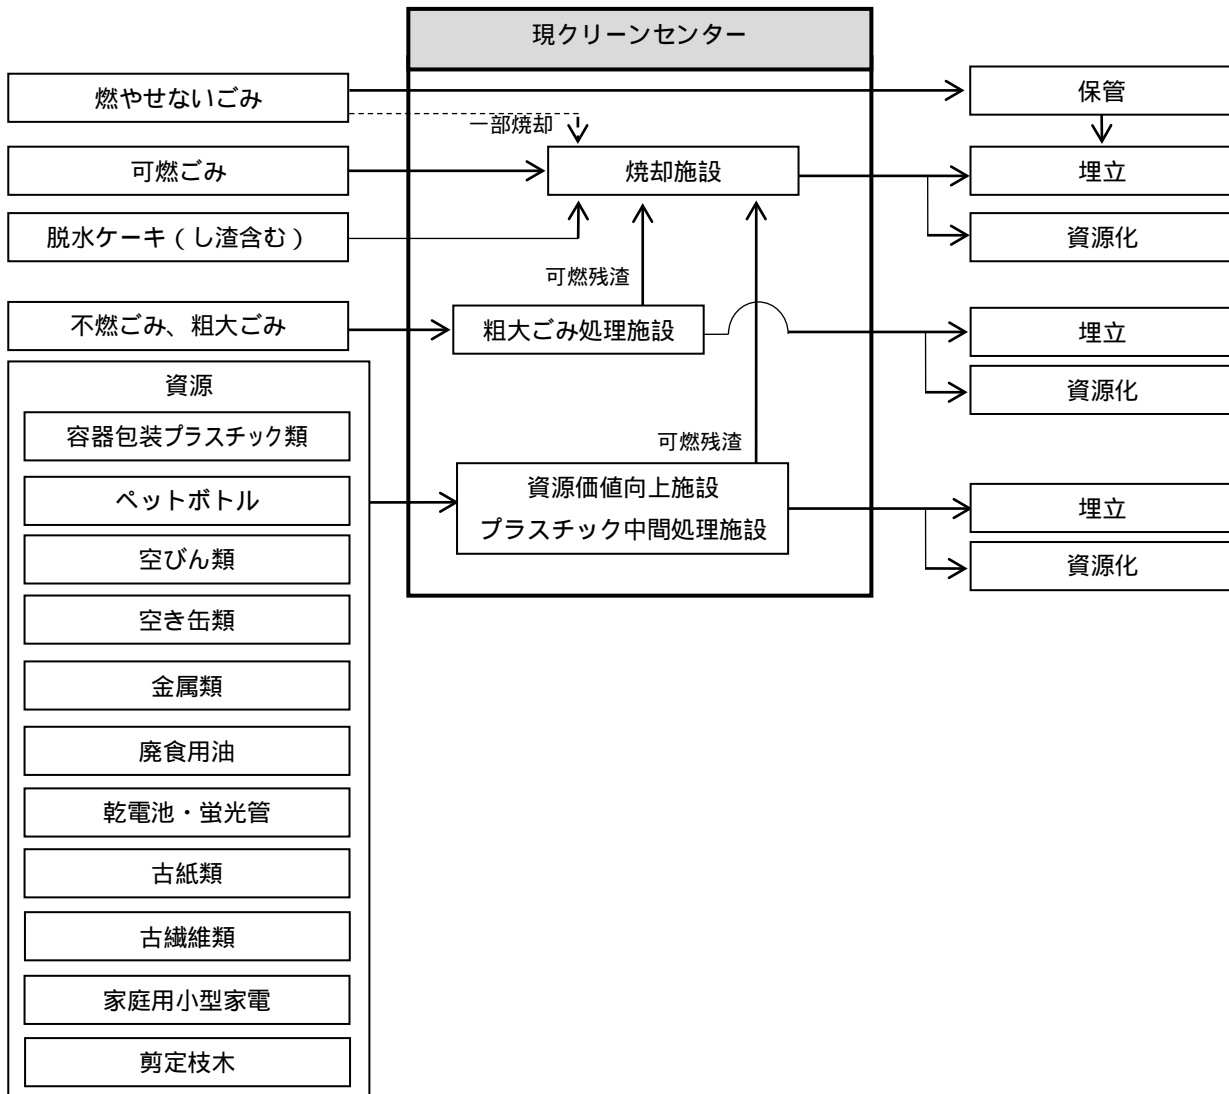 現クリーンセンター
燃やせないごみ
保管
一部焼却
可燃ごみ
焼却施設
埋立
脱水ケーキ(し渣含む)
資源化
可燃残渣
不燃ごみ、粗大ごみ
粗大ごみ処理施設
埋立
資源化
資源
容器包装プラスチック類
可燃残渣
ペットボトル
資源価値向上施設
プラスチック中間処理施設
埋立
資源化
空びん類
空き缶類
金属類
廃食用油
乾電池・蛍光管
古紙類
古繊維類
家庭用小型家電
剪定枝木